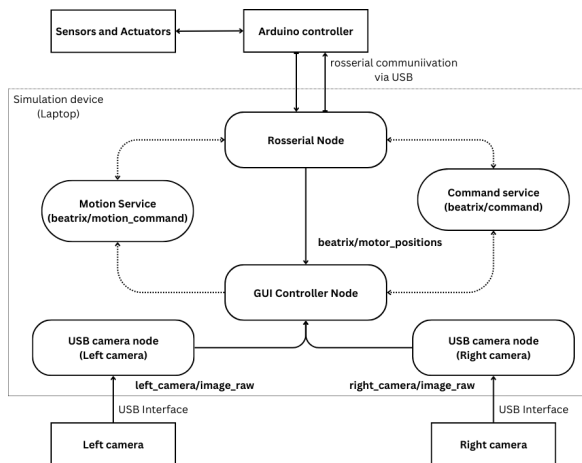 Sensors and Actuators
Arduino controller
rosserial communiivation
via USB
Simulation device
(Laptop)
Rosserial Node
Motion Service
(beatrix/motion_command)
Command service
(beatrix/command)
beatrix/motor_positions
GUI Controller Node
USB camera node
(Left camera)
USB camera node
(Right camera)
left_camera/image_raw
right_camera/image_raw
USB Interface
USB Interface
Left camera
Right camera